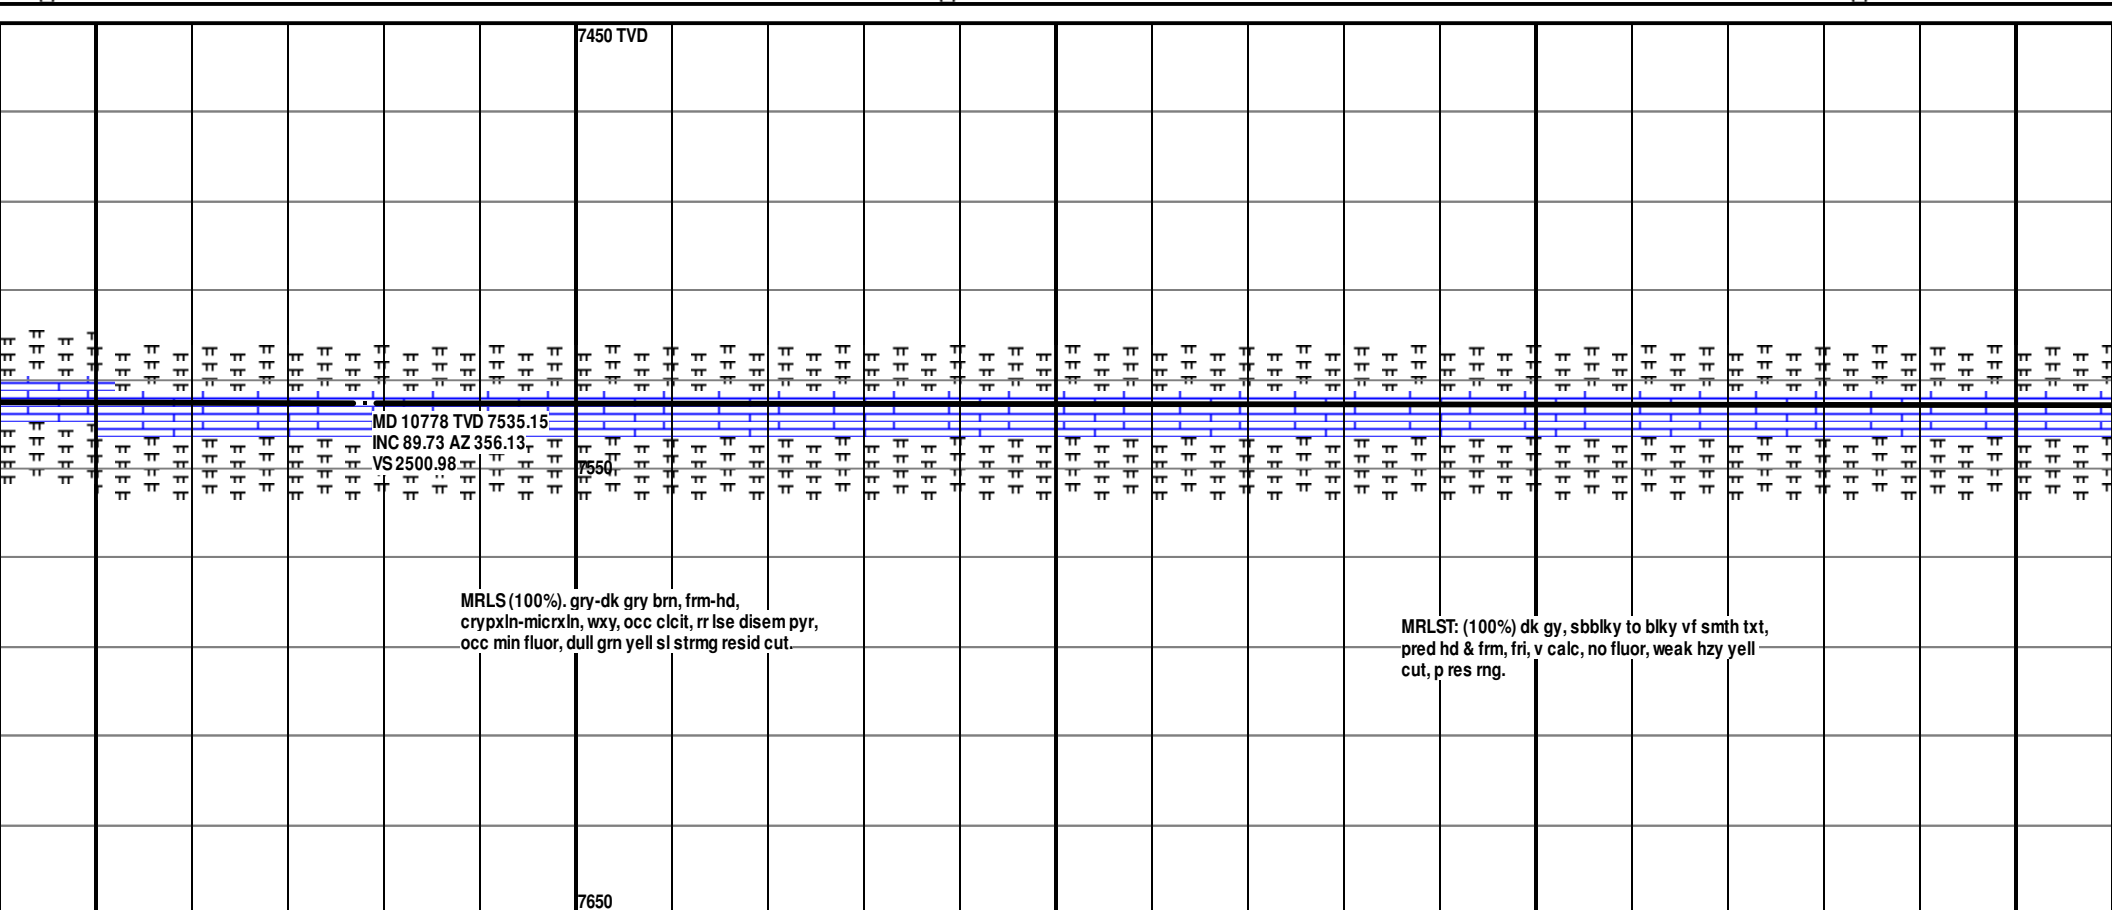 7450 TVD
MD 10778 TVD 7535.15
INC 89.73 AZ 356.13
VS 2500.98
7550
MRLS (100%). gry-dk gry brn, frm-hd,
crypxln-micrxln, wxy, occ clcit, rr lse disem pyr,
occ min fluor, dull grn yell sl strmg resid cut.
MRLST: (100%) dk gy, sbblky to blky vf smth txt,
pred hd & frm, fri, v calc, no fluor, weak hzy yell
cut, p res rng.
7650